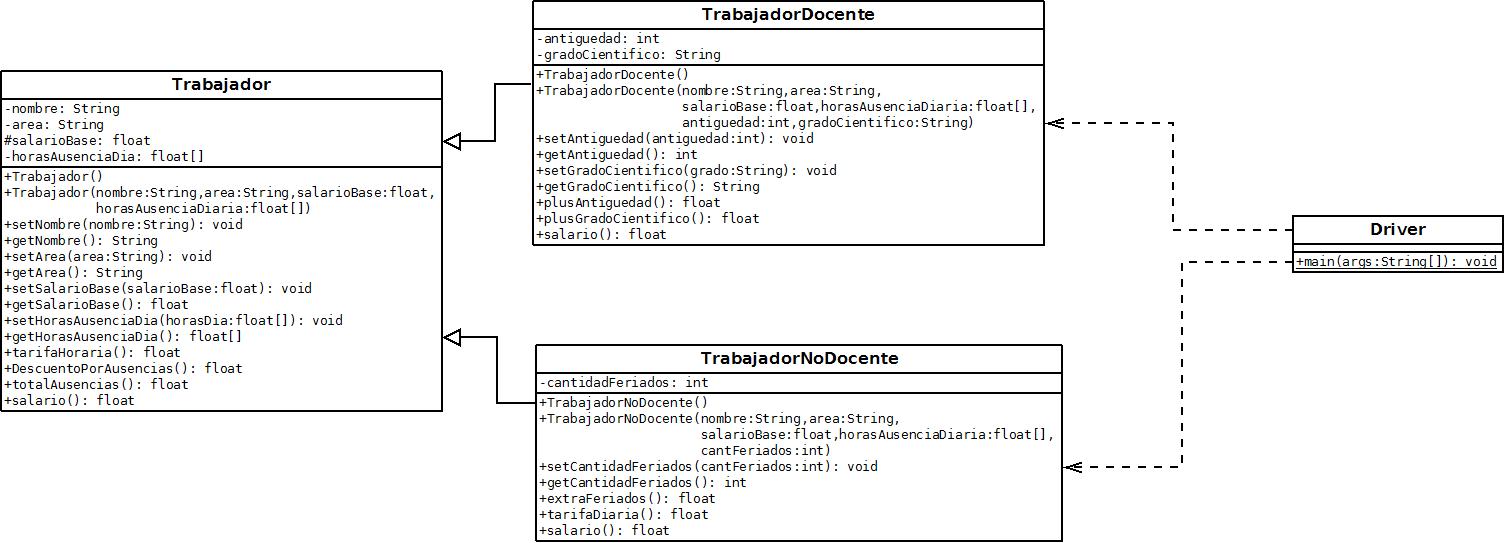 Trabajador
-nombre: String
-area: String
#salarioBase: float
-horasAusenciaDia: float[]
+Trabajador()
+Trabajador(nombre:String,area:String,salarioBase:float,
horasAusenciaDiaria:float[])
+setNombre(nombre:String): void
+getNombre(): String
+setArea(area:String): void
+getArea(): String
+setSalarioBase(salarioBase:float): void
+getSalarioBase(): float
+setHorasAusenciaDia(horasDia:float[]): void
+getHorasAusenciaDia(): float[]
+tarifaHoraria(): float
+DescuentoPorAusencias(): float
+totalAusencias(): float
+salario(): float
TrabajadorDocente
-antiguedad: int
-gradoCientifico: String
+TrabajadorDocente()
+TrabajadorDocente(nombre:String,area:String,
salarioBase:float,horasAusenciaDiaria:float[],
antiguedad:int,gradoCientifico:String)
+setAntiguedad(antiguedad:int): void
+getAntiguedad(): int
+setGradoCientifico(grado:String): void
+getGradoCientifico(): String
+plusAntiguedad(): float
+plusGradoCientifico(): float
+salario(): float
TrabajadorNoDocente
-cantidadFeriados: int
+TrabajadorNoDocente()
+TrabajadorNoDocente(nombre:String,area:String,
salarioBase:float,horasAusenciaDiaria:float[],
cantFeriados:int)
+setCantidadFeriados(cantFeriados:int): void
+getCantidadFeriados(): int
+extraFeriados(): float
+tarifaDiaria(): float
+salario(): float
Driver
+main(args:String[]): void